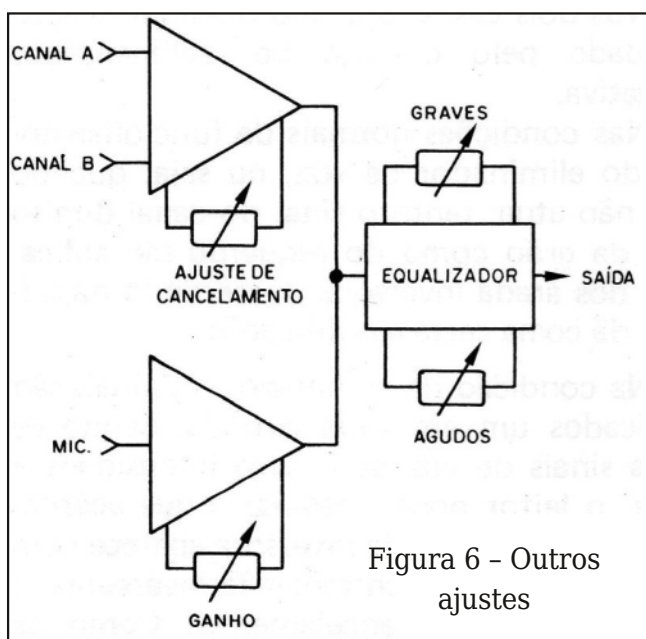 CANAL A
CANAL B
AJUSTE DE
CANCELAMENTO
MIC.
GANHO
GRAVES
EQUALIZADOR
SAÍDA
AGUDOS
Figura 6 – Outros
ajustes